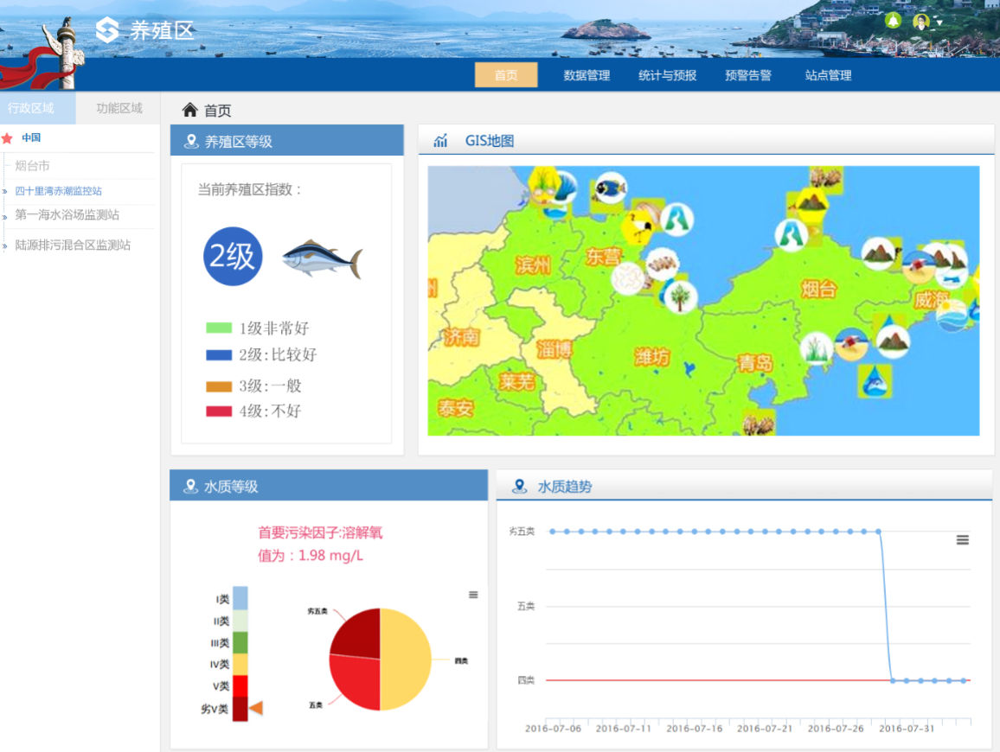 养殖区
首页 数据管理 统计与预报 预警告警 站点管理
行政区域 功能区域
中国
烟台市
四十里湾赤潮监控站
第一海水浴场监测站
陆源排污混合区监测站
首页
养殖区等级
当前养殖区指数：
2级
1级非常好
2级:比较好
3级:一般
4级:不好
GIS地图
滨州
东营
烟台
威海
州
济南
淄博
潍坊
青岛
莱芜
泰安
水质等级
首要污染因子:溶解氧
值为：1.98 mg/L
I类
II类
III类
IV类
V类
劣V类
劣五类
四类
五类
水质趋势
劣五类
五类
四类
2016-07-06 2016-07-11 2016-07-16 2016-07-21 2016-07-26 2016-07-31